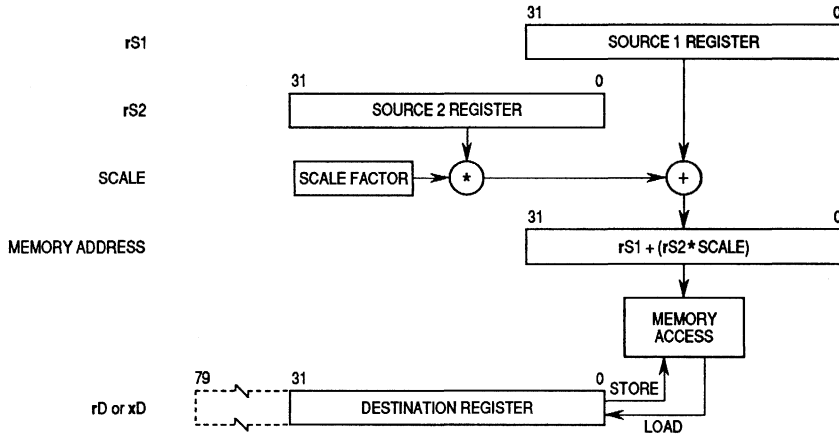 31 0
rS1 SOURCE 1 REGISTER
31 0
rS2 SOURCE 2 REGISTER
SCALE SCALE FACTOR * +
31 0
MEMORY ADDRESS rS1 + (rS2* SCALE)
MEMORY
ACCESS
79 31 0
STORE
rD or xD DESTINATION REGISTER
LOAD